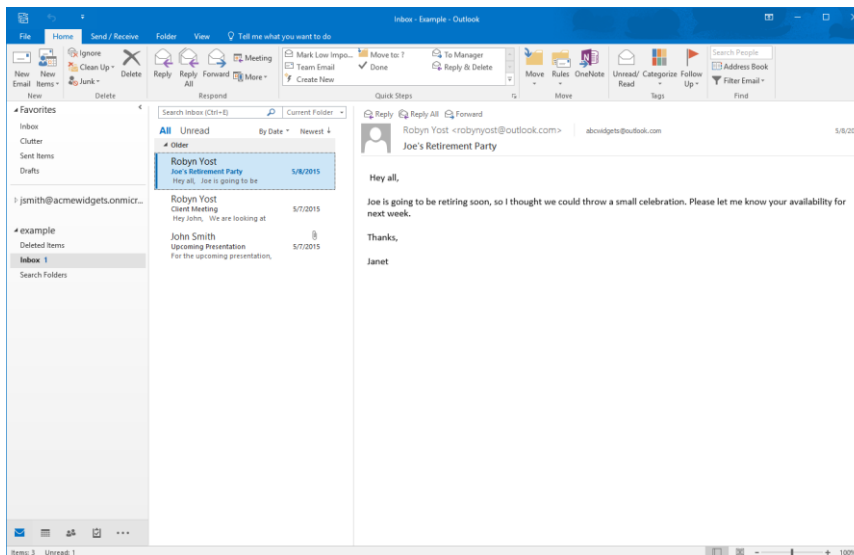 Inbox - Example - Outlook
File Home Send / Receive Folder View Tell me what you want to do
New Email
New Items
Ignore
Clean Up
Junk
Delete
Reply
Reply All
Forward
Meeting
More
Mark Low Impo...
Team Email
Create New
Move to: ?
Done
To Manager
Reply & Delete
Move
Rules
OneNote
Unread/ Read
Categorize
Follow Up
Search People
Address Book
Filter Email
New Delete Respond Quick Steps Move Tags Find
Favorites
Inbox
Clutter
Sent Items
Drafts
jsmith@acmewidgets.onmicr...
example
Deleted Items
Inbox 1
Search Folders
Search Inbox (Ctrl+E) Current Folder
All Unread By Date Newest
Older
Robyn Yost
Joe's Retirement Party 5/8/2015
Hey all, Joe is going to be
Robyn Yost
Client Meeting 5/7/2015
Hey John, We are looking at
John Smith
Upcoming Presentation 5/7/2015
For the upcoming presentation,
Reply Reply All Forward
Robyn Yost <robynyost@outlook.com> abcwidgets@outlook.com
Joe's Retirement Party
Hey all,
Joe is going to be retiring soon, so I thought we could throw a small celebration. Please let me know your availability for
next week.
Thanks,
Janet
Items: 3 Unread: 1
100%